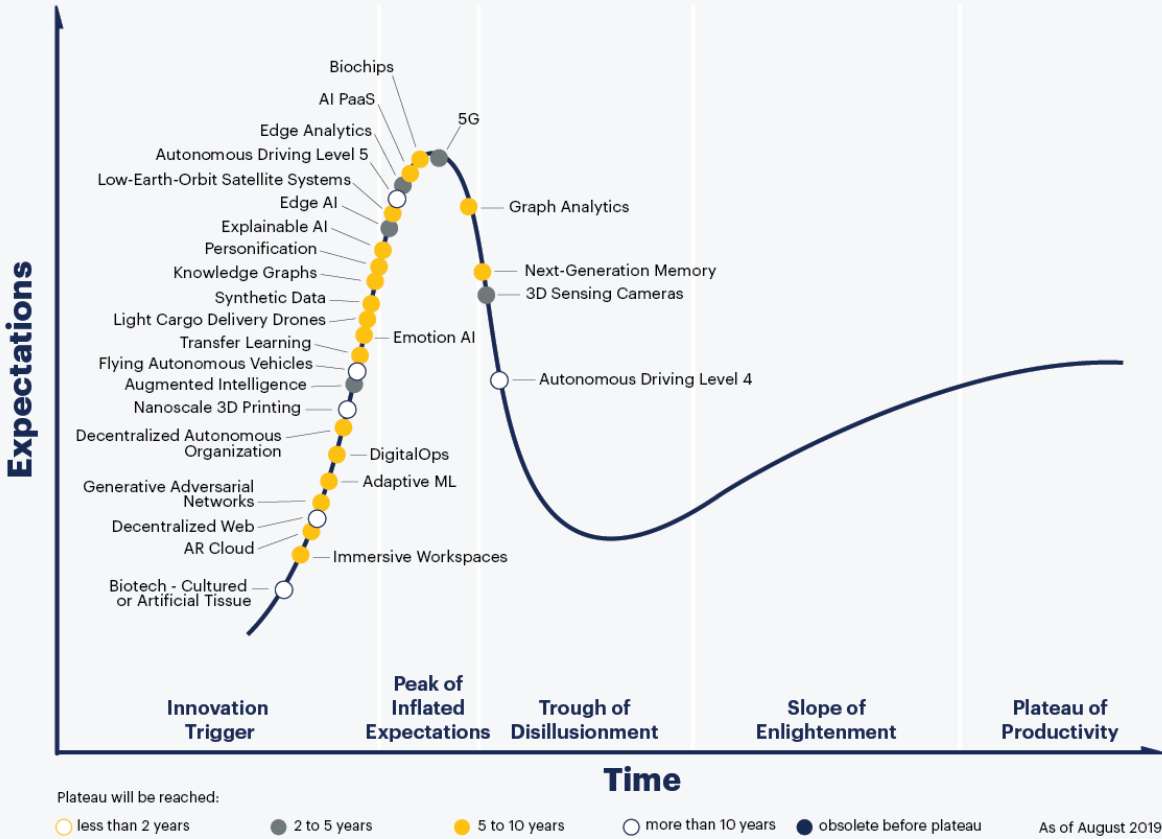 Biochips
AI PaaS
5G
Edge Analytics
Autonomous Driving Level 5
Low-Earth-Orbit Satellite Systems
Edge AI
Graph Analytics
Explainable AI
Personification
Knowledge Graphs
Next-Generation Memory
Synthetic Data
3D Sensing Cameras
Light Cargo Delivery Drones
Emotion AI
Transfer Learning
Flying Autonomous Vehicles
Augmented Intelligence
Autonomous Driving Level 4
Nanoscale 3D Printing
Decentralized Autonomous
Organization
DigitalOps
Adaptive ML
Generative Adversarial
Networks
Decentralized Web
AR Cloud
Immersive Workspaces
Biotech - Cultured
or Artificial Tissue
Expectations
Innovation
Trigger
Peak of
Inflated
Expectations
Trough of
Disillusionment
Slope of
Enlightenment
Plateau of
Productivity
Time
Plateau will be reached:
less than 2 years
2 to 5 years
5 to 10 years
more than 10 years
obsolete before plateau
As of August 2019